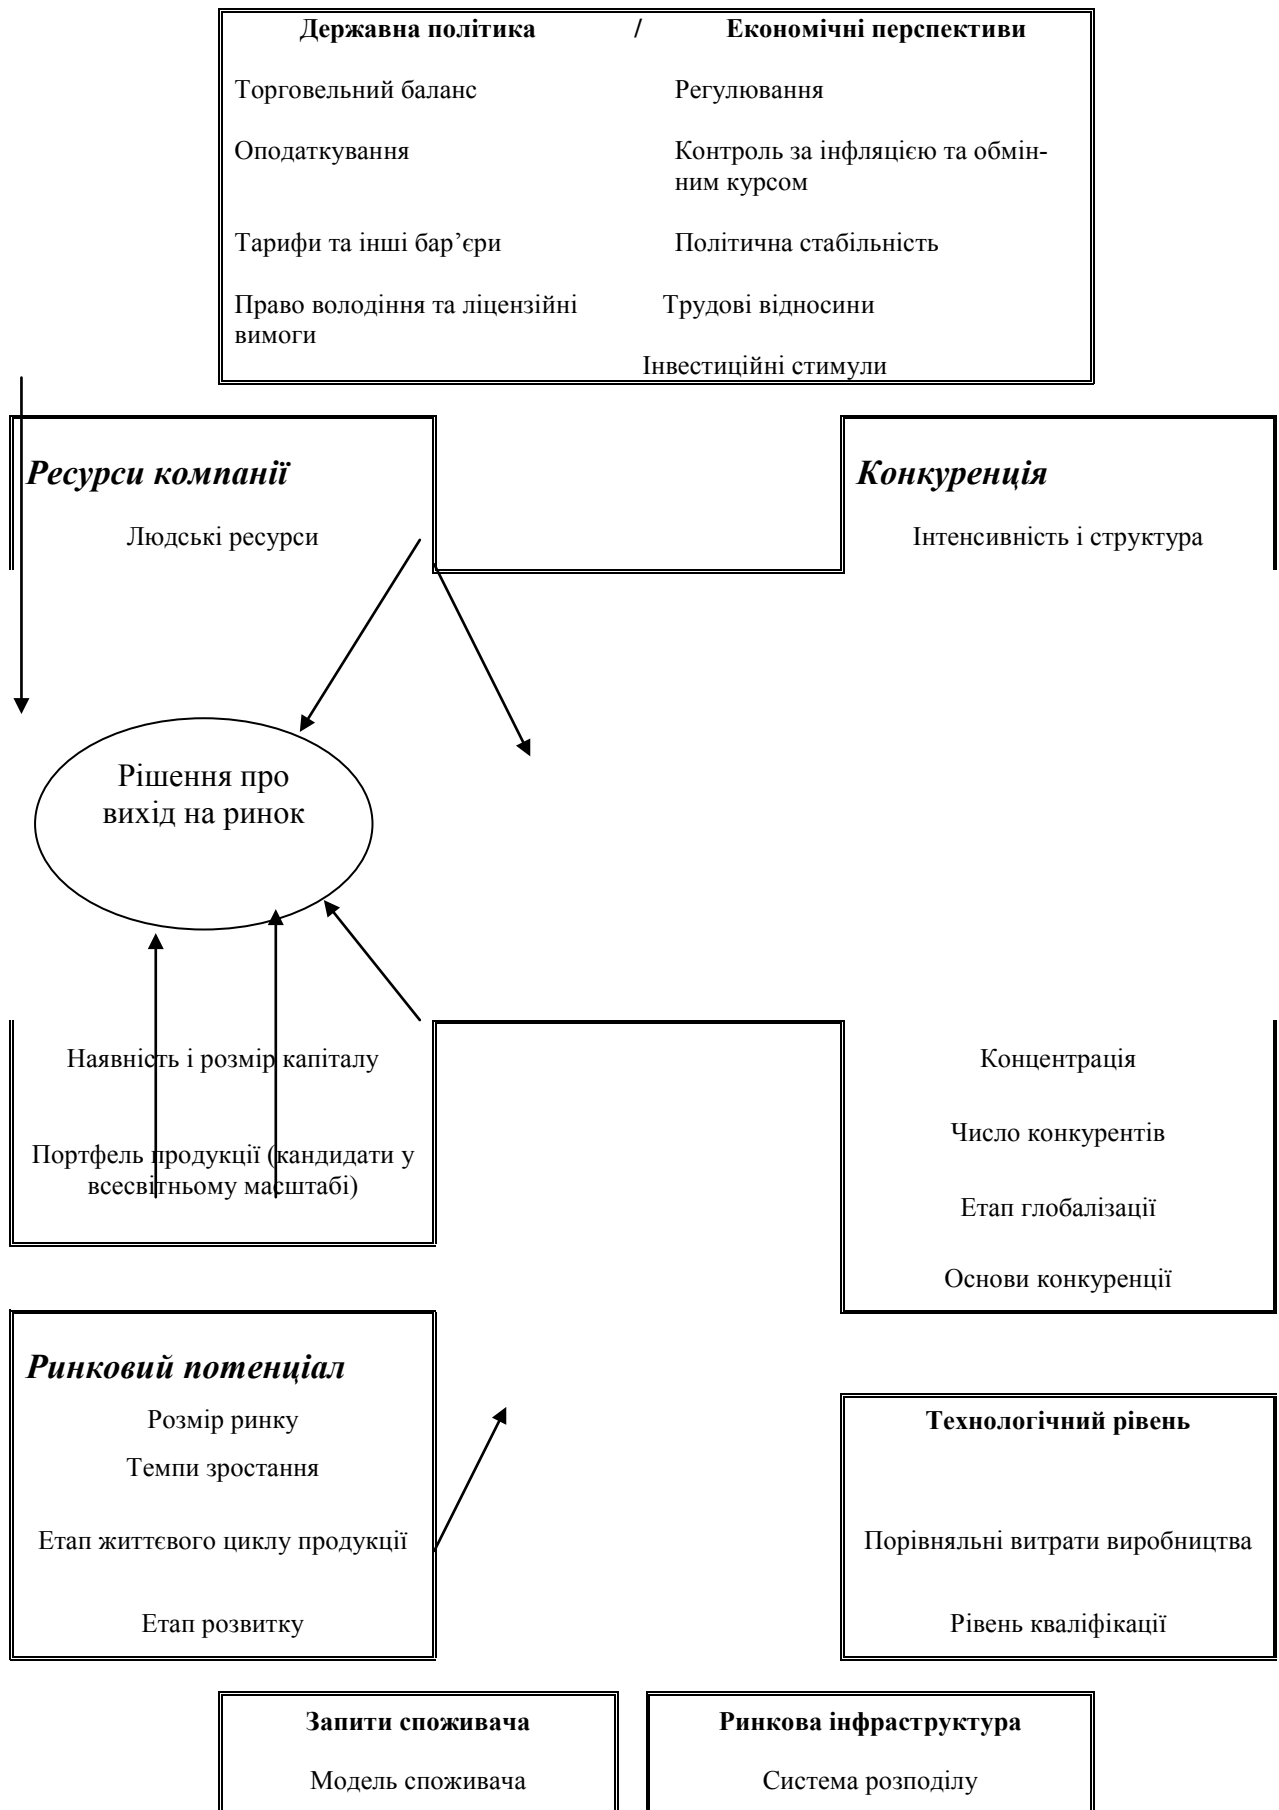 Державна політика / Економічні перспективи
Торговельний баланс Регулювання
Оподаткування Контроль за інфляцією та обмін-
ним курсом
Тарифи та інші бар’єри Політична стабільність
Право володіння та ліцензійні Трудові відносини
вимоги
Інвестиційні стимули
Ресурси компанії Конкуренція
Людські ресурси Інтенсивність і структура
Рішення про
вихід на ринок
Наявність і розмір капіталу Концентрація
Число конкурентів
Портфель продукції (кандидати у
всесвітньому масштабі)
Етап глобалізації
Основи конкуренції
Ринковий потенціал
Розмір ринку Технологічний рівень
Темпи зростання
Етап життєвого циклу продукції Порівняльні витрати виробництва
Етап розвитку Рівень кваліфікації
Запити споживача Ринкова інфраструктура
Модель споживача Система розподілу